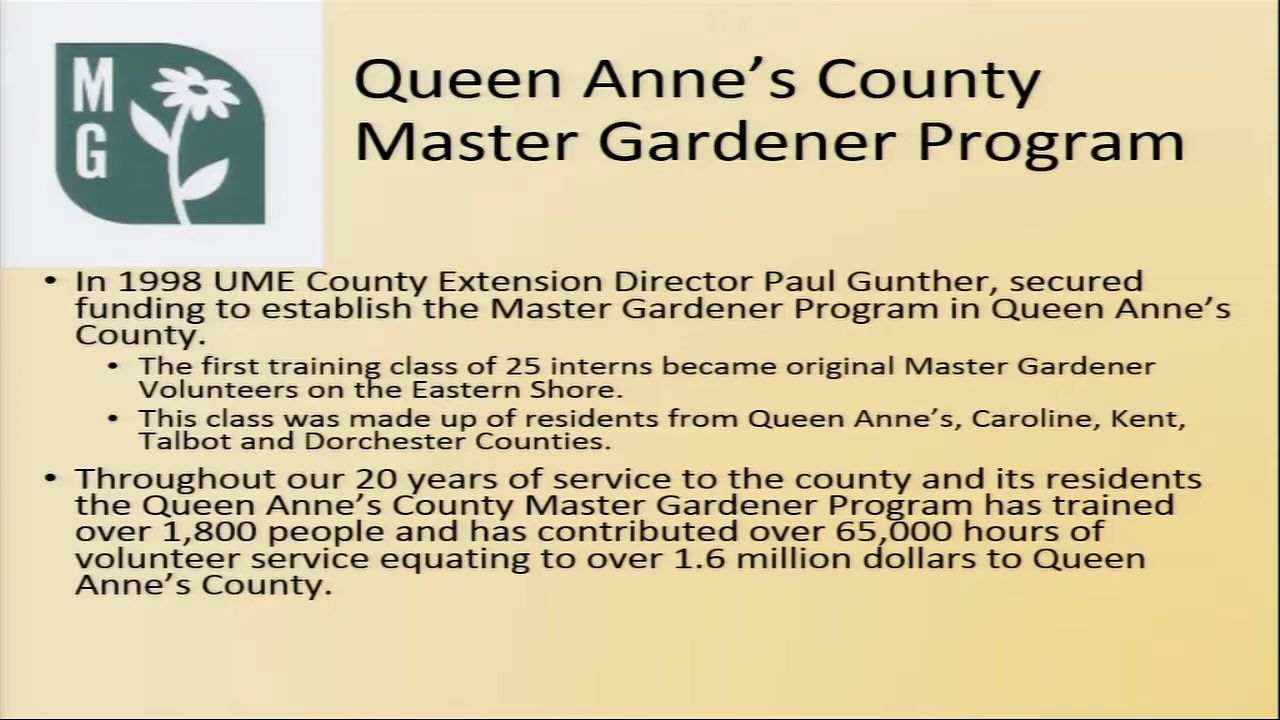 M
G
Queen Anne’s County
Master Gardener Program
• In 1998 UME County Extension Director Paul Gunther, secured
funding to establish the Master Gardener Program in Queen Anne’s
County.
• The first training class of 25 interns became original Master Gardener
Volunteers on the Eastern Shore.
• This class was made up of residents from Queen Anne’s, Caroline, Kent,
Talbot and Dorchester Counties.
• Throughout our 20 years of service to the county and its residents
the Queen Anne’s County Master Gardener Program has trained
over 1,800 people and has contributed over 65,000 hours of
volunteer service equating to over 1.6 million dollars to Queen
Anne’s County.